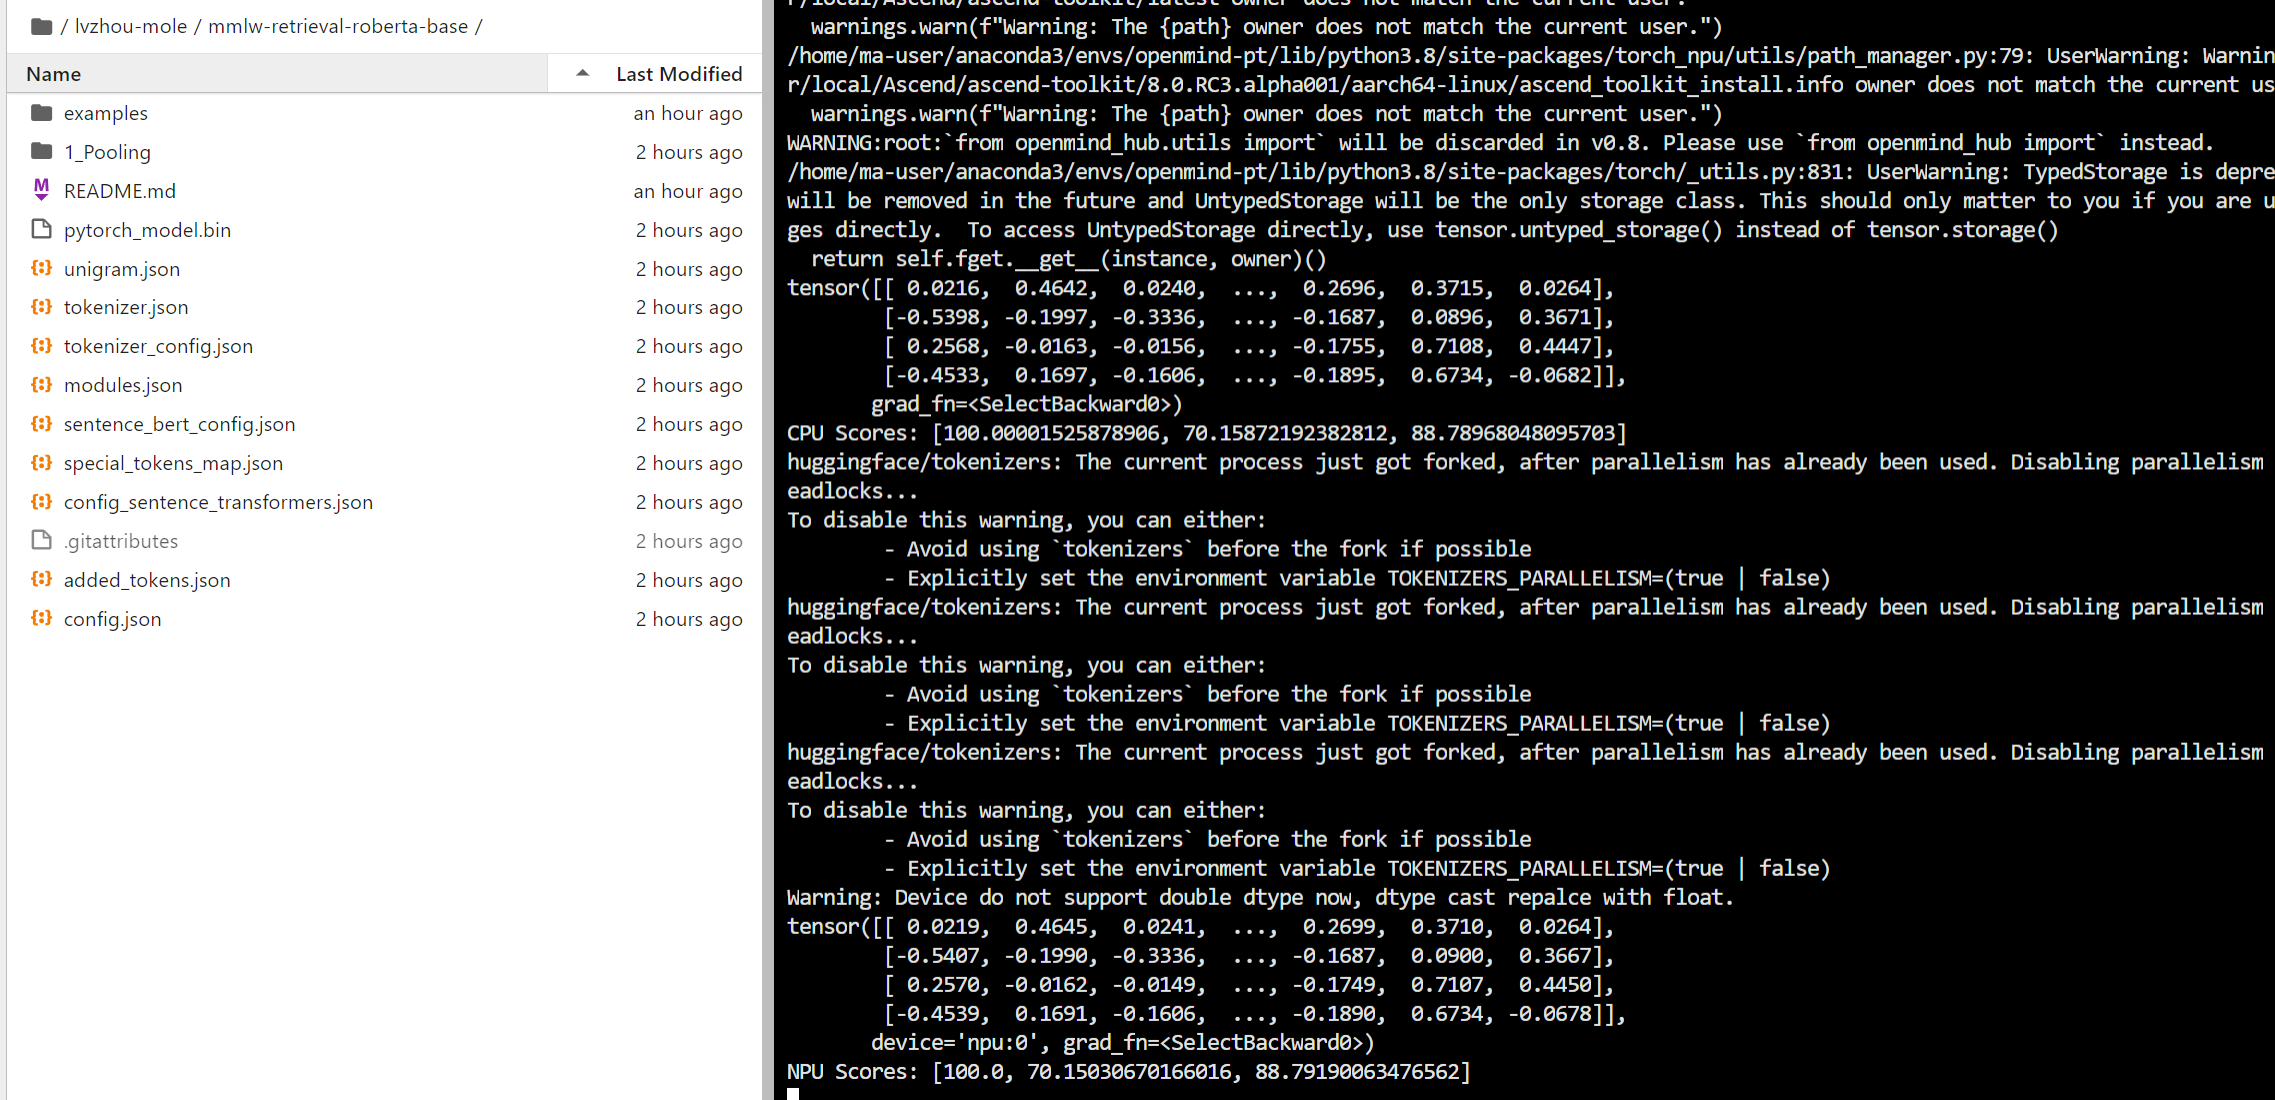 / lvzhou-mole / mmlw-retrieval-roberta-base /
Name Last Modified
examples an hour ago
1_Pooling 2 hours ago
README.md an hour ago
pytorch_model.bin 2 hours ago
unigram.json 2 hours ago
tokenizer.json 2 hours ago
tokenizer_config.json 2 hours ago
modules.json 2 hours ago
sentence_bert_config.json 2 hours ago
special_tokens_map.json 2 hours ago
config_sentence_transformers.json 2 hours ago
.gitattributes 2 hours ago
added_tokens.json 2 hours ago
config.json 2 hours ago
r/local/Ascend/ascend-toolkit/latest owner does not match the current user.
  warnings.warn(f"Warning: The {path} owner does not match the current user.")
/home/ma-user/anaconda3/envs/openmind-pt/lib/python3.8/site-packages/torch_npu/utils/path_manager.py:79: UserWarning: Warnin
r/local/Ascend/ascend-toolkit/8.0.RC3.alpha001/aarch64-linux/ascend_toolkit_install.info owner does not match the current us
  warnings.warn(f"Warning: The {path} owner does not match the current user.")
WARNING:root:`from openmind_hub.utils import` will be discarded in v0.8. Please use `from openmind_hub import` instead.
/home/ma-user/anaconda3/envs/openmind-pt/lib/python3.8/site-packages/torch/_utils.py:831: UserWarning: TypedStorage is depre
will be removed in the future and UntypedStorage will be the only storage class. This should only matter to you if you are u
ges directly.  To access UntypedStorage directly, use tensor.untyped_storage() instead of tensor.storage()
  return self.fget.__get__(instance, owner)()
tensor([[ 0.0216,  0.4642,  0.0240,  ...,  0.2696,  0.3715,  0.0264],
        [-0.5398, -0.1997, -0.3336,  ..., -0.1687,  0.0896,  0.3671],
        [ 0.2568, -0.0163, -0.0156,  ..., -0.1755,  0.7108,  0.4447],
        [-0.4533,  0.1697, -0.1606,  ..., -0.1895,  0.6734, -0.0682]],
       grad_fn=<SelectBackward0>)
CPU Scores: [100.00001525878906, 70.15872192382812, 88.78968048095703]
huggingface/tokenizers: The current process just got forked, after parallelism has already been used. Disabling parallelism
eadlocks...
To disable this warning, you can either:
        - Avoid using `tokenizers` before the fork if possible
        - Explicitly set the environment variable TOKENIZERS_PARALLELISM=(true | false)
huggingface/tokenizers: The current process just got forked, after parallelism has already been used. Disabling parallelism
eadlocks...
To disable this warning, you can either:
        - Avoid using `tokenizers` before the fork if possible
        - Explicitly set the environment variable TOKENIZERS_PARALLELISM=(true | false)
huggingface/tokenizers: The current process just got forked, after parallelism has already been used. Disabling parallelism
eadlocks...
To disable this warning, you can either:
        - Avoid using `tokenizers` before the fork if possible
        - Explicitly set the environment variable TOKENIZERS_PARALLELISM=(true | false)
Warning: Device do not support double dtype now, dtype cast repalce with float.
tensor([[ 0.0219,  0.4645,  0.0241,  ...,  0.2699,  0.3710,  0.0264],
        [-0.5407, -0.1990, -0.3336,  ..., -0.1687,  0.0900,  0.3667],
        [ 0.2570, -0.0162, -0.0149,  ..., -0.1749,  0.7107,  0.4450],
        [-0.4539,  0.1691, -0.1606,  ..., -0.1890,  0.6734, -0.0678]],
       device='npu:0', grad_fn=<SelectBackward0>)
NPU Scores: [100.0, 70.15030670166016, 88.79190063476562]